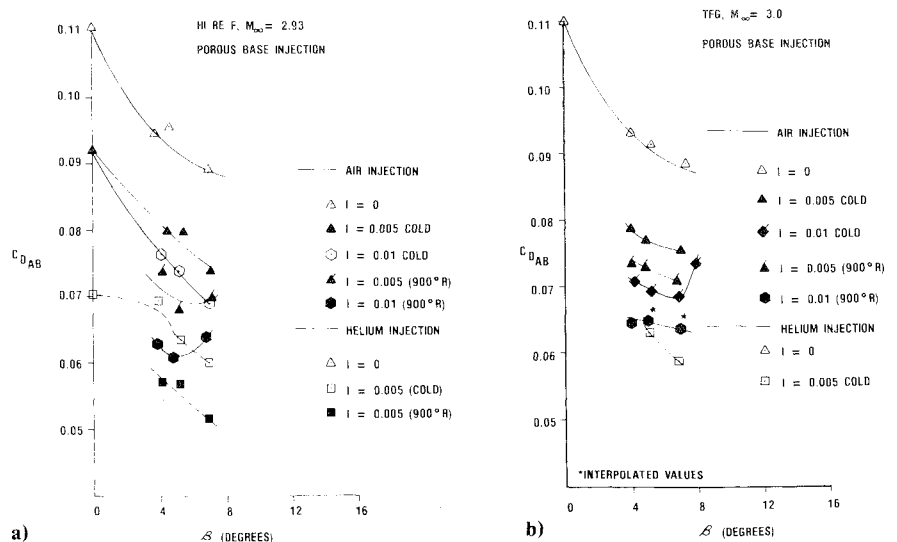 HI RE F, M∞ = 2.93
POROUS BASE INJECTION
0.11
0.10
0.09
0.08
0.07
0.06
0.05
C_DAB
AIR INJECTION
I = 0
I = 0.005 COLD
I = 0.01 COLD
I = 0.005 (900°R)
I = 0.01 (900°R)
HELIUM INJECTION
I = 0
I = 0.005 (COLD)
I = 0.005 (900°R)
0 4 8 12 16
β (DEGREES)
a)
TFG, M∞ = 3.0
POROUS BASE INJECTION
0.11
0.10
0.09
0.08
0.07
0.06
0.05
C_DAB
AIR INJECTION
I = 0
I = 0.005 COLD
I = 0.01 COLD
I = 0.005 (900°R)
I = 0.01 (900°R)
HELIUM INJECTION
I = 0
I = 0.005 COLD
* *
*INTERPOLATED VALUES
0 4 8 12 16
β (DEGREES)
b)